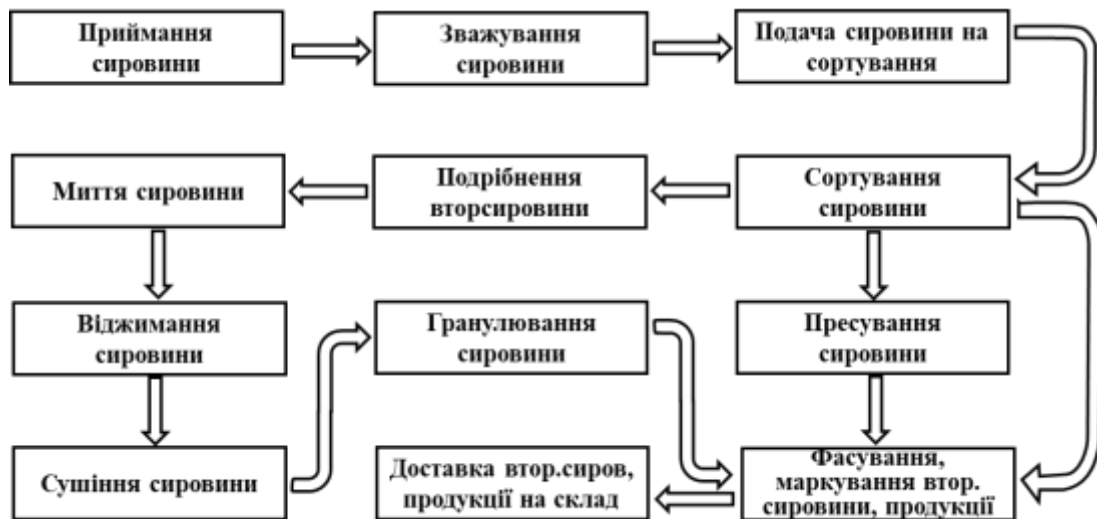 Приймання
сировини
Зважування
сировини
Подача сировини на
сортування
Миття сировини
Подрібнення
вторсировини
Сортування
сировини
Віджимання
сировини
Гранулювання
сировини
Пресування
сировини
Сушіння сировини
Доставка втор.сиров,
продукції на склад
Фасування,
маркування втор.
сировини, продукції